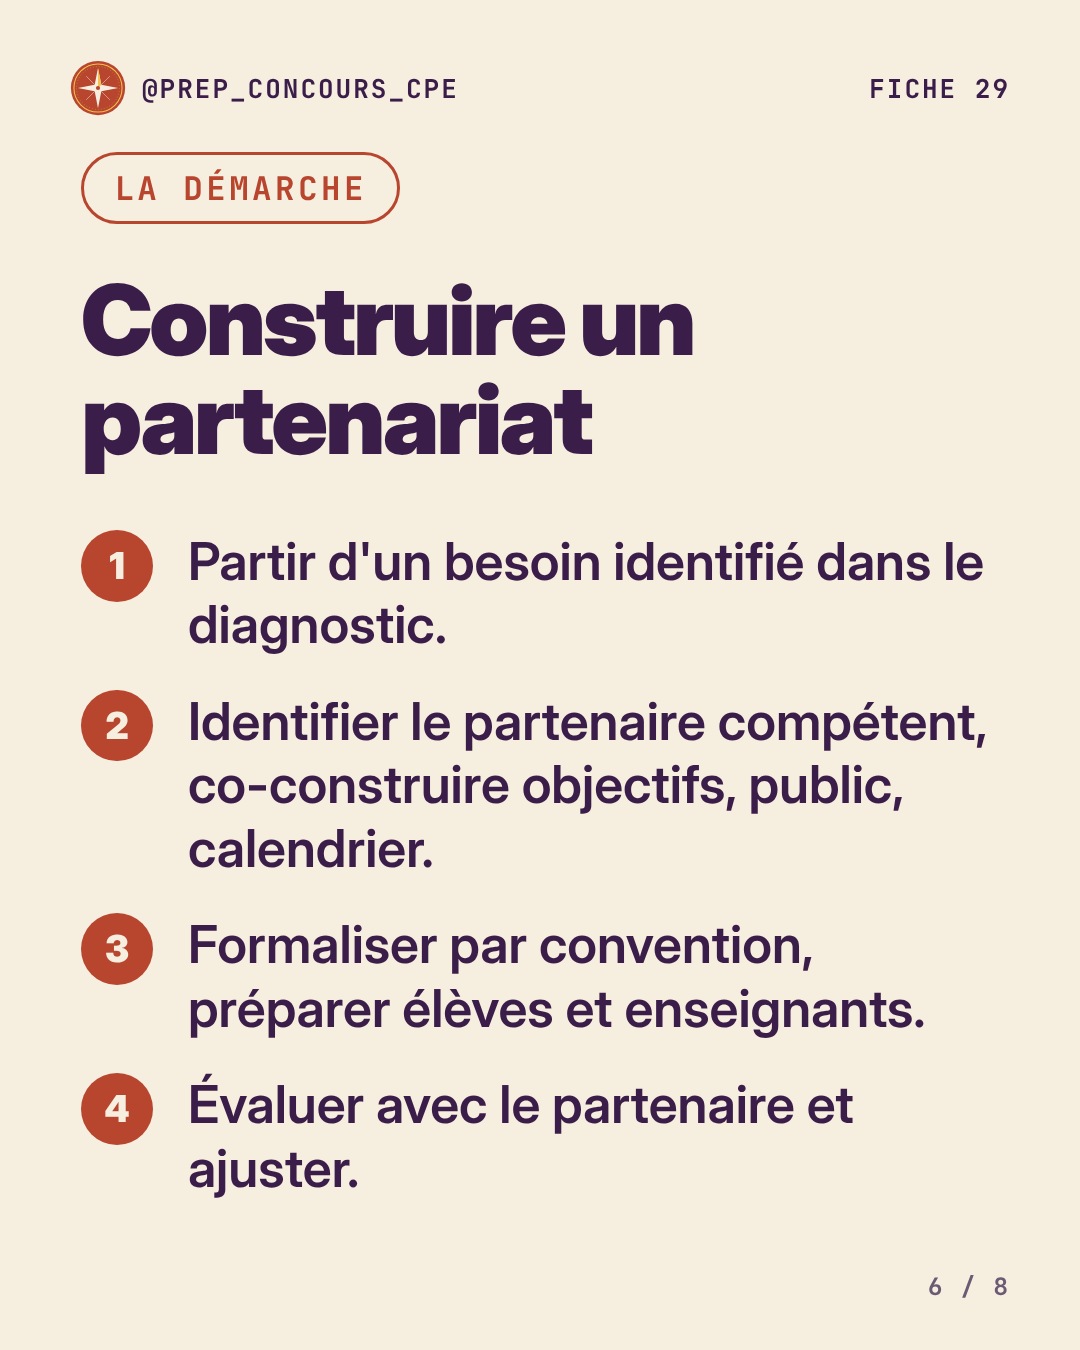 @PREP_CONCOURS_CPE
FICHE 29
LA DÉMARCHE
Construire un
partenariat
1 Partir d'un besoin identifié dans le
diagnostic.
2 Identifier le partenaire compétent,
co-construire objectifs, public,
calendrier.
3 Formaliser par convention,
préparer élèves et enseignants.
4 Évaluer avec le partenaire et
ajuster.
6 / 8